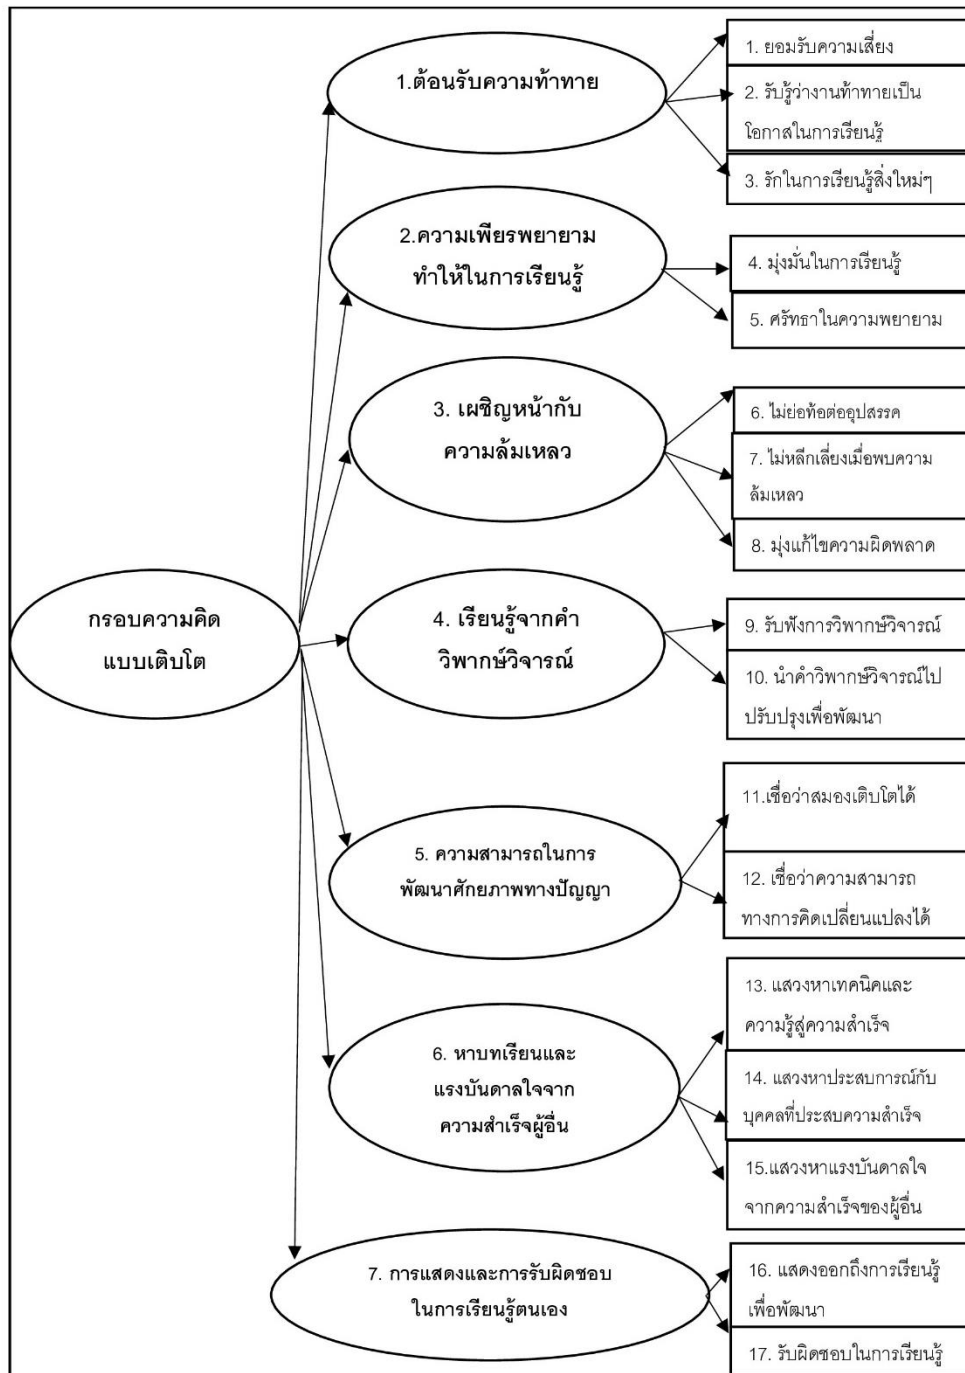 1.ต้อนรับความท้าทาย
1. ยอมรับความเสี่ยง
2. รับรู้ว่างานท้าทายเป็น
โอกาสในการเรียนรู้
3. รักในการเรียนรู้สิ่งใหม่ๆ
2.ความเพียรพยายาม
ทำให้ในการเรียนรู้
4. มุ่งมั่นในการเรียนรู้
5. ศรัทธาในความพยายาม
3. เผชิญหน้ากับ
ความล้มเหลว
6. ไม่ย่อท้อต่ออุปสรรค
7. ไม่หลีกเลี่ยงเมื่อพบความ
ล้มเหลว
8. มุ่งแก้ไขความผิดพลาด
กรอบความคิด
แบบเติบโต
4. เรียนรู้จากคำ
วิพากษ์วิจารณ์
9. รับฟังการวิพากษ์วิจารณ์
10. นำคำวิพากษ์วิจารณ์ไป
ปรับปรุงเพื่อพัฒนา
5. ความสามารถในการ
พัฒนาศักยภาพทางปัญญา
11.เชื่อว่าสมองเติบโตได้
12. เชื่อว่าความสามารถ
ทางการคิดเปลี่ยนแปลงได้
6. หาบทเรียนและ
แรงบันดาลใจจาก
ความสำเร็จผู้อื่น
13. แสวงหาเทคนิคและ
ความรู้สู่ความสำเร็จ
14. แสวงหาประสบการณ์กับ
บุคคลที่ประสบความสำเร็จ
15.แสวงหาแรงบันดาลใจ
จากความสำเร็จของผู้อื่น
7. การแสดงและการรับผิดชอบ
ในการเรียนรู้ตนเอง
16. แสดงออกถึงการเรียนรู้
เพื่อพัฒนา
17. รับผิดชอบในการเรียนรู้